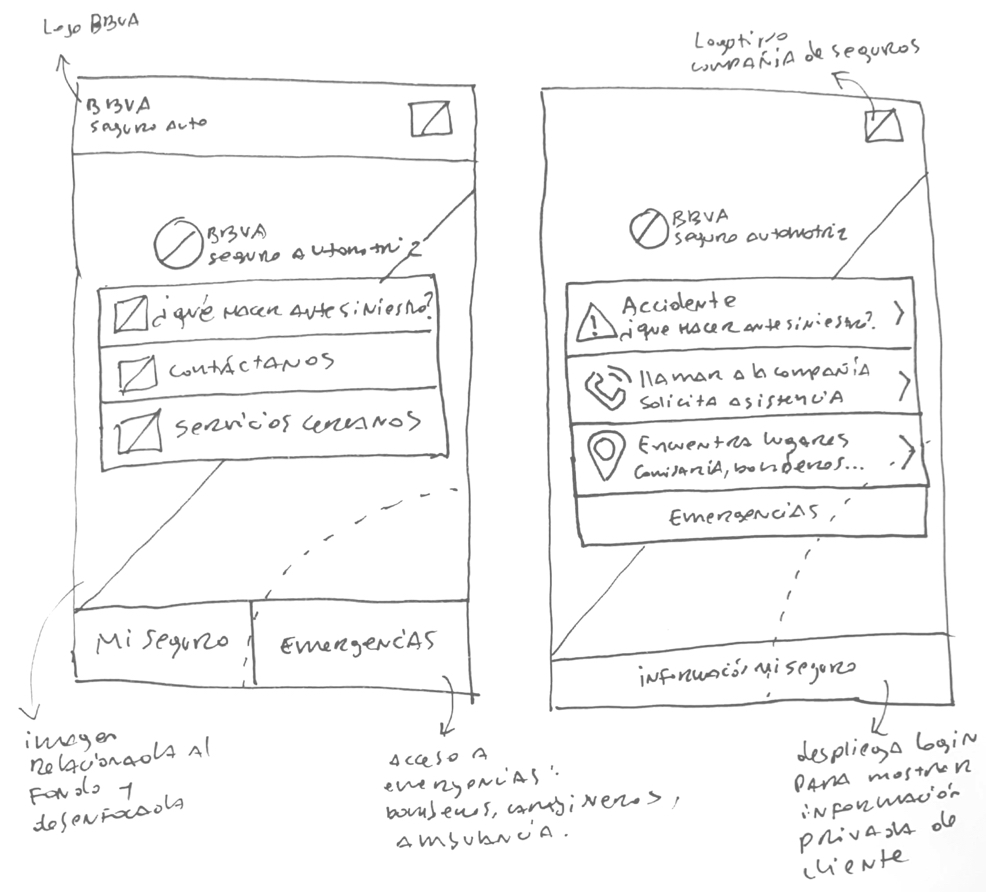 Logo BBVA
BBVA
seguro Auto
BBVA
seguro automotriz
¿qué hacer ante siniestro?
contáctanos
servicios cercanos
Mi seguro
Emergencias
imagen
relacionada al
fondo y
desenfocada
Acceso a
emergencias:
bomberos, carabineros,
ambulancia.
Logotipo
compañía de seguros
BBVA
seguro automotriz
Accidente
¿que hacer ante siniestro?
llamar a la compañía
solicita asistencia
Encuentra lugares
comisaría, bomberos...
Emergencias
información mi seguro
despliega login
para mostrar
información
privada de
cliente